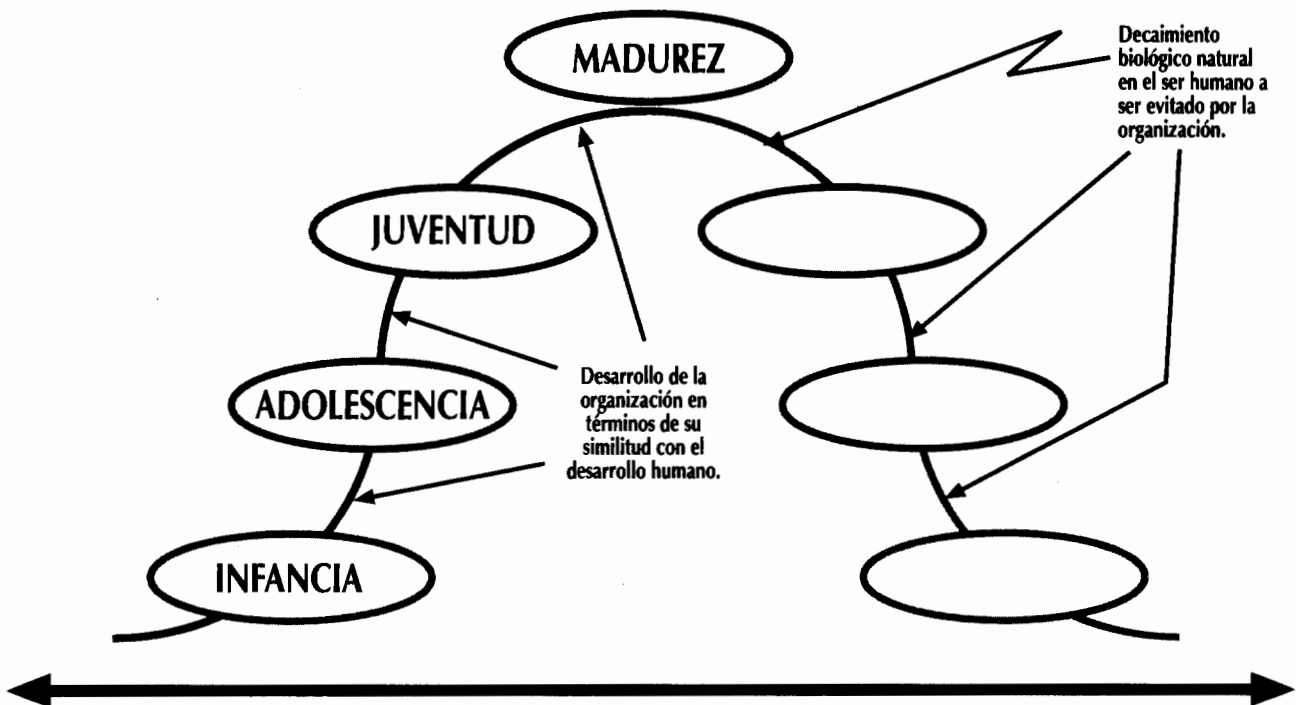 MADUREZ
Decaimiento
biológico natural
en el ser humano a
ser evitado por la
organización.
JUVENTUD
Desarrollo de la
organización en
términos de su
similitud con el
desarrollo humano.
ADOLESCENCIA
INFANCIA